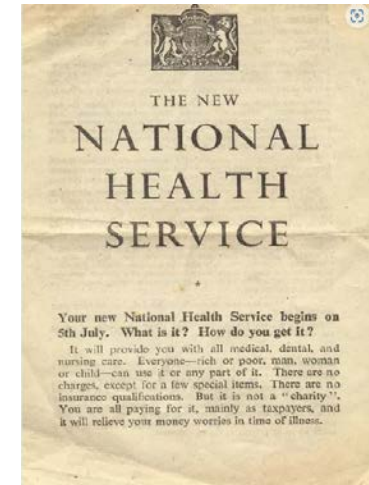 THE NEW
NATIONAL
HEALTH
SERVICE
Your new National Health Service begins on
5th July. What is it? How do you get it?
It will provide you with all medical, dental, and
nursing care. Everyone—rich or poor, man, woman
or child—can use it or any part of it. There are no
charges, except for a few special items. There are no
insurance qualifications. But it is not a "charity".
You are all paying for it, mainly as taxpayers, and
it will relieve your money worries in time of illness.